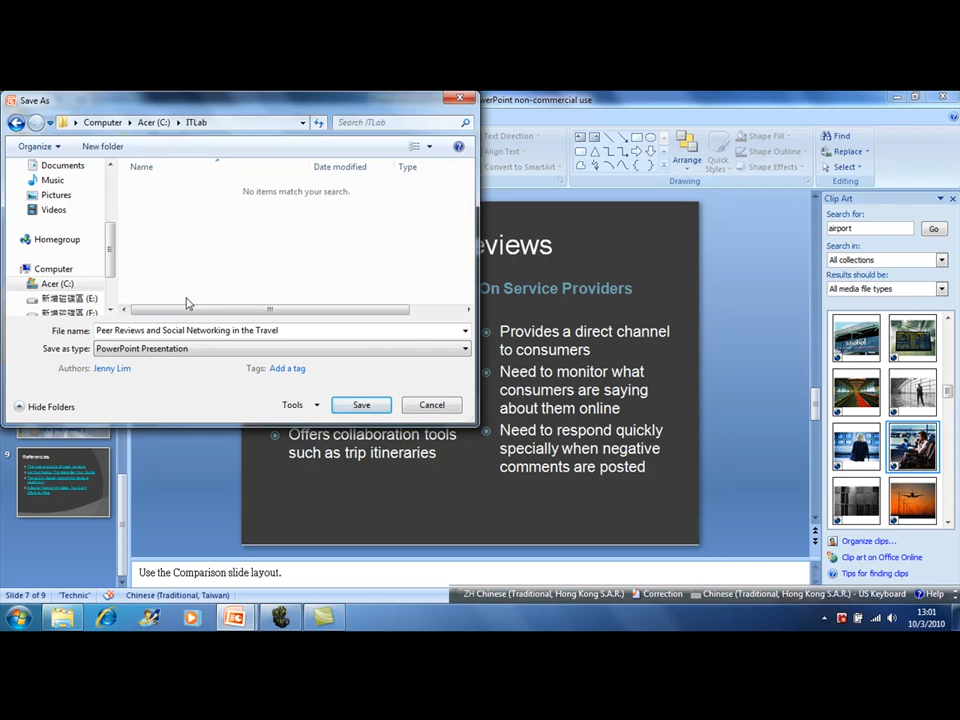 Save As
PowerPoint non-commercial use
Computer ▸ Acer (C:) ▸ ITLab
Search ITLab
Organize
New folder
Name
Date modified
Type
No items match your search.
Documents
Music
Pictures
Videos
Homegroup
Computer
Acer (C:)
新增磁碟區 (E:)
File name:
Peer Reviews and Social Networking in the Travel
Save as type:
PowerPoint Presentation
Authors: Jenny Lim
Tags: Add a tag
Hide Folders
Tools
Save
Cancel
Text Direction
Align Text
Convert to SmartArt
Arrange
Quick
Styles
Shape Fill
Shape Outline
Shape Effects
Drawing
Find
Replace
Select
Editing
eviews
On Service Providers
Provides a direct channel
to consumers
Need to monitor what
consumers are saying
about them online
Need to respond quickly
specially when negative
comments are posted
Offers collaboration tools
such as trip itineraries
9
References
Use the Comparison slide layout.
Clip Art
Search for:
airport
Go
Search in:
All collections
Results should be:
All media file types
Organize clips...
Clip art on Office Online
Tips for finding clips
Slide 7 of 9
"Technic"
Chinese (Traditional, Taiwan)
ZH Chinese (Traditional, Hong Kong S.A.R.)
Correction
Chinese (Traditional, Hong Kong S.A.R.) - US Keyboard
Help
13:01
10/3/2010